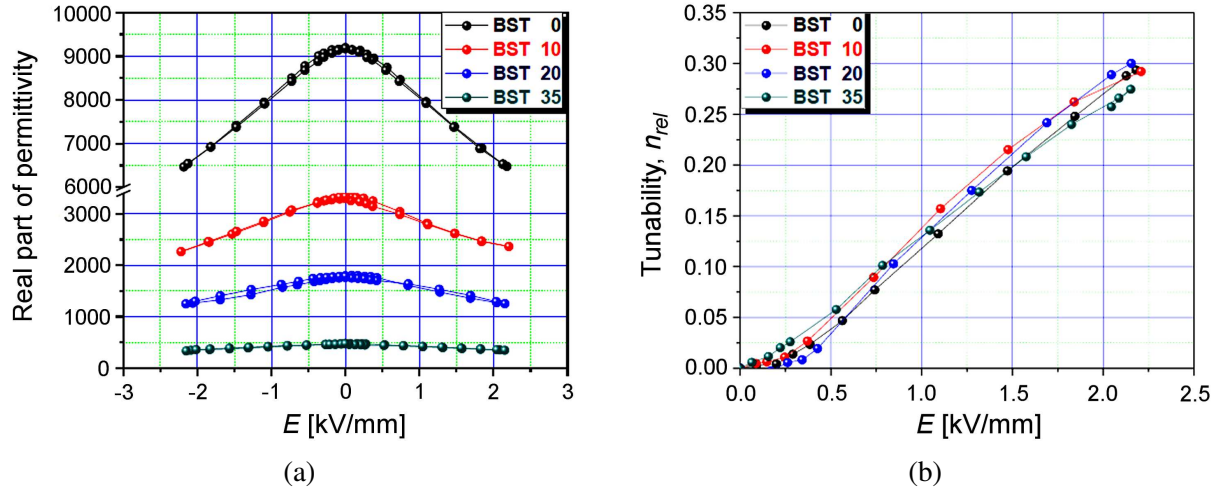 Real part of permittivity
10000
9000
8000
7000
6000
3000
2000
1000
0
-3 -2 -1 0 1 2 3
E [kV/mm]
BST 0
BST 10
BST 20
BST 35
(a)
Tunability, n_rel
0.35
0.30
0.25
0.20
0.15
0.10
0.05
0.00
0.0 0.5 1.0 1.5 2.0 2.5
E [kV/mm]
BST 0
BST 10
BST 20
BST 35
(b)